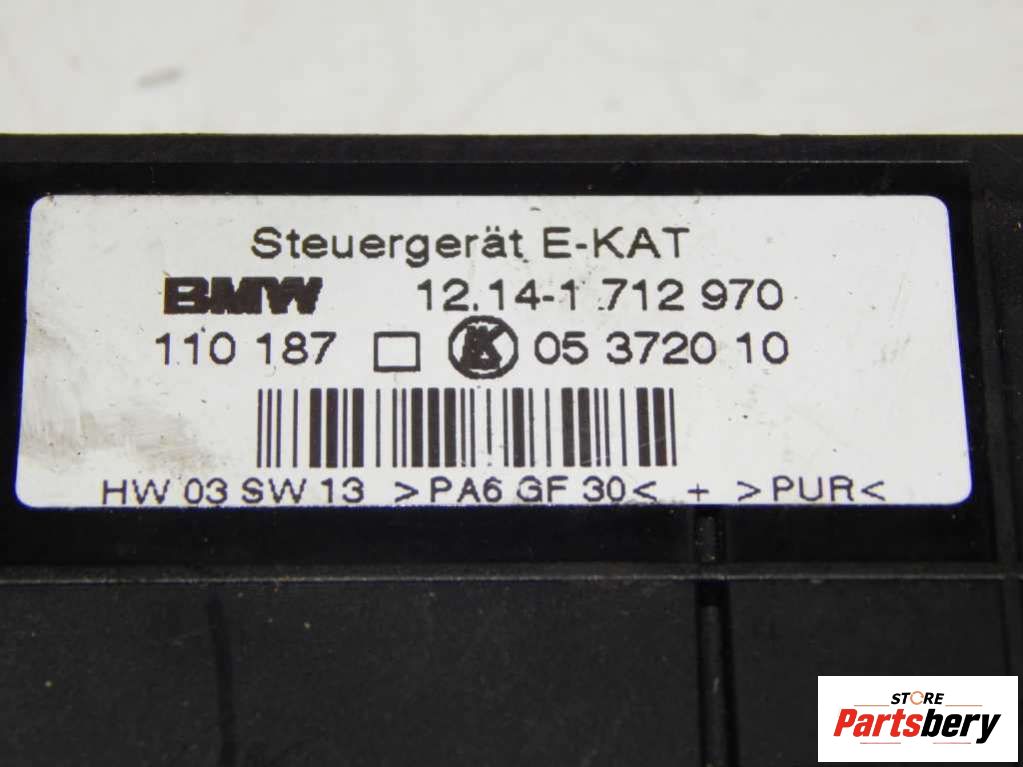 Steuergerät E-KAT
BMW 12.14-1 712 970
110 187 K 05 3720 10
HW 03 SW 13 >PA6 GF 30< + >PUR<
STORE
Partsbery